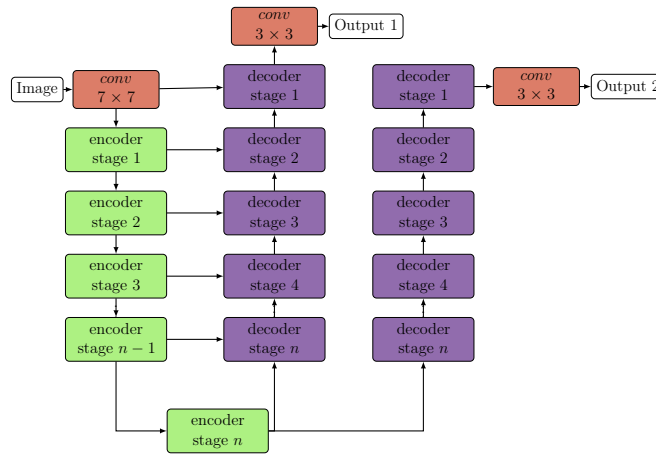 conv
3 × 3
Output 1
Image
conv
7 × 7
decoder
stage 1
decoder
stage 1
conv
3 × 3
Output 2
encoder
stage 1
decoder
stage 2
decoder
stage 2
encoder
stage 2
decoder
stage 3
decoder
stage 3
encoder
stage 3
decoder
stage 4
decoder
stage 4
encoder
stage n − 1
decoder
stage n
decoder
stage n
encoder
stage n